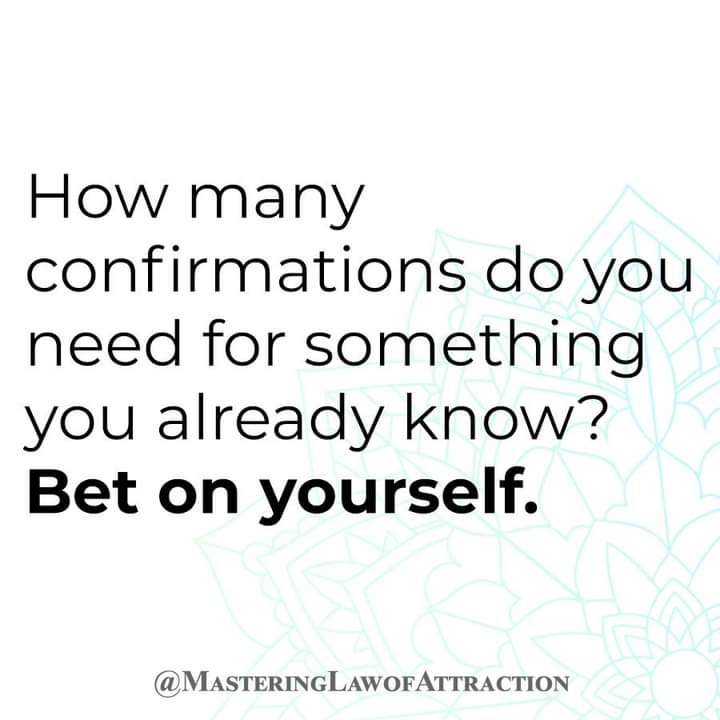 How many
confirmations do you
need for something
you already know?
Bet on yourself.
@MasteringLawofAttraction